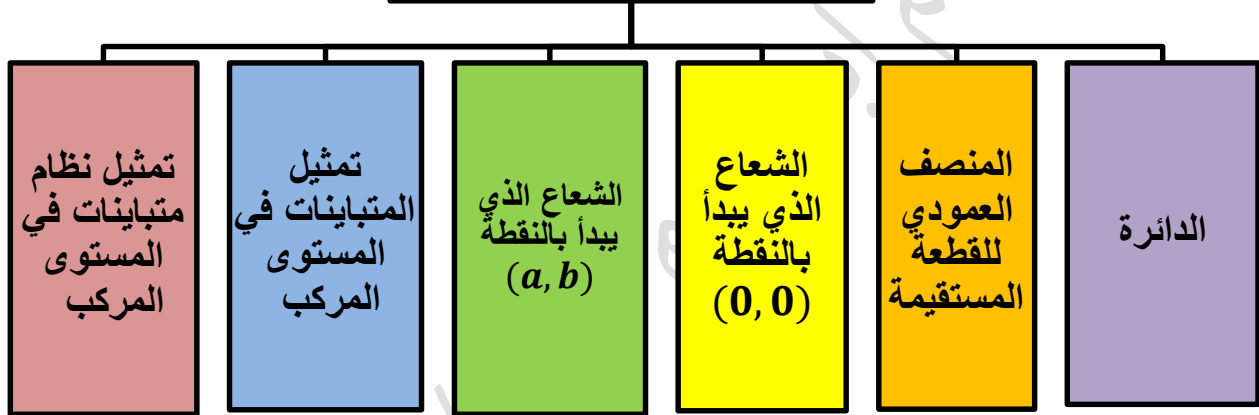 الدائرة
المنصف
العمودي
للقطعة
المستقيمة
الشعاع
الذي يبدأ
بالنقطة
(0, 0)
الشعاع الذي
يبدأ بالنقطة
(a, b)
تمثيل
المتباينات في
المستوى
المركب
تمثيل نظام
متباينات في
المستوى
المركب